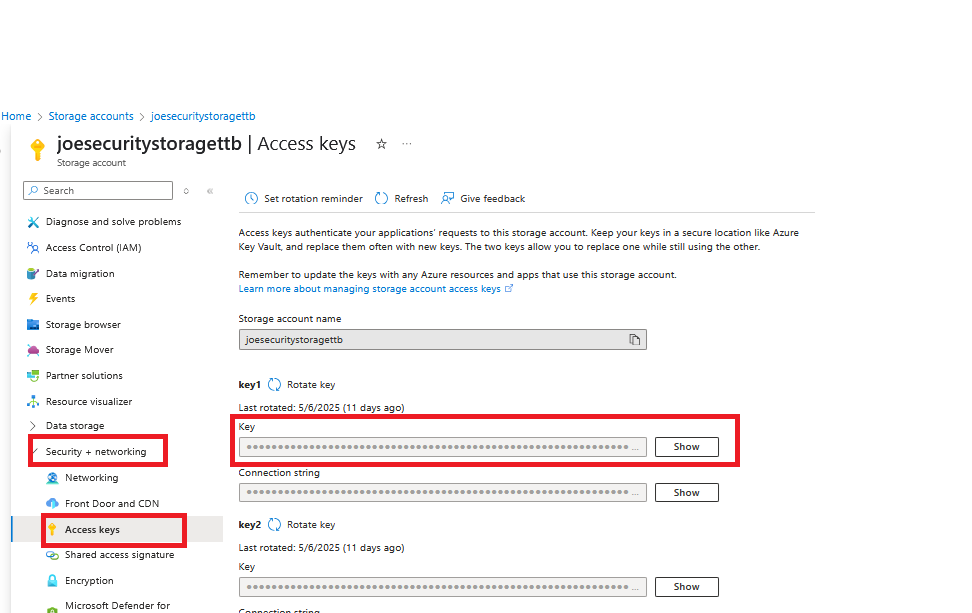 Home > Storage accounts > joesecuritystoragettb
joesecuritystoragettb | Access keys ☆ ...
Storage account
Search
Set rotation reminder Refresh Give feedback
Diagnose and solve problems
Access Control (IAM)
Data migration
Events
Storage browser
Storage Mover
Partner solutions
Resource visualizer
Data storage
Security + networking
Networking
Front Door and CDN
Access keys
Shared access signature
Encryption
Microsoft Defender for
Access keys authenticate your applications' requests to this storage account. Keep your keys in a secure location like Azure
Key Vault, and replace them often with new keys. The two keys allow you to replace one while still using the other.
Remember to update the keys with any Azure resources and apps that use this storage account.
Learn more about managing storage account access keys
Storage account name
joesecuritystoragettb
key1 Rotate key
Last rotated: 5/6/2025 (11 days ago)
Key
Show
Connection string
Show
key2 Rotate key
Last rotated: 5/6/2025 (11 days ago)
Key
Show
Connection string